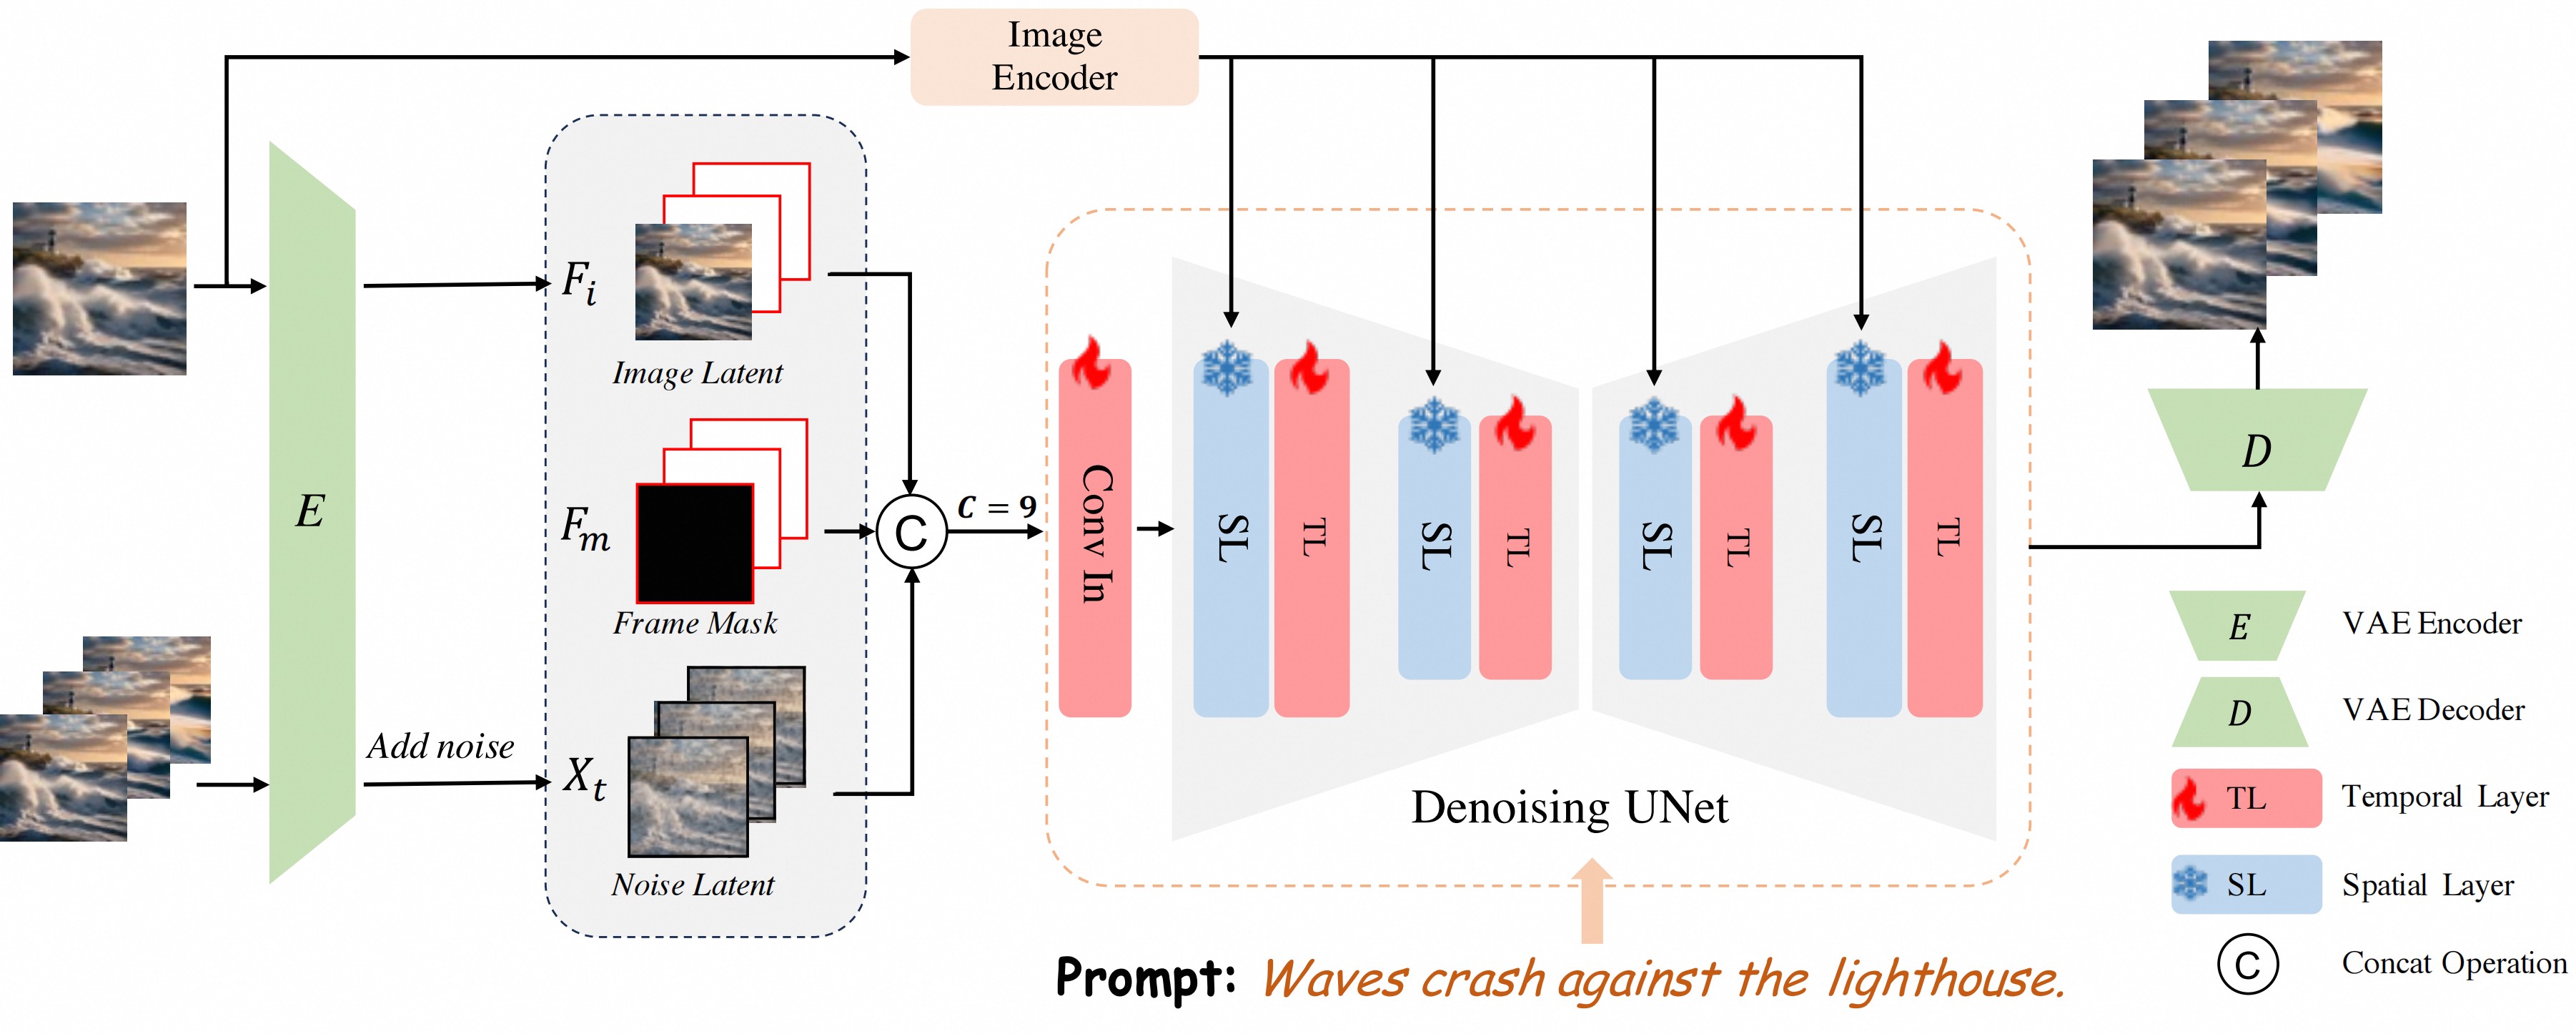 Image
Encoder
E
F_i
Image Latent
F_m
Frame Mask
Add noise
X_t
Noise Latent
C
C = 9
Conv In
SL
TL
SL
TL
SL
TL
SL
TL
Denoising UNet
Prompt: Waves crash against the lighthouse.
D
E VAE Encoder
D VAE Decoder
TL Temporal Layer
SL Spatial Layer
C Concat Operation